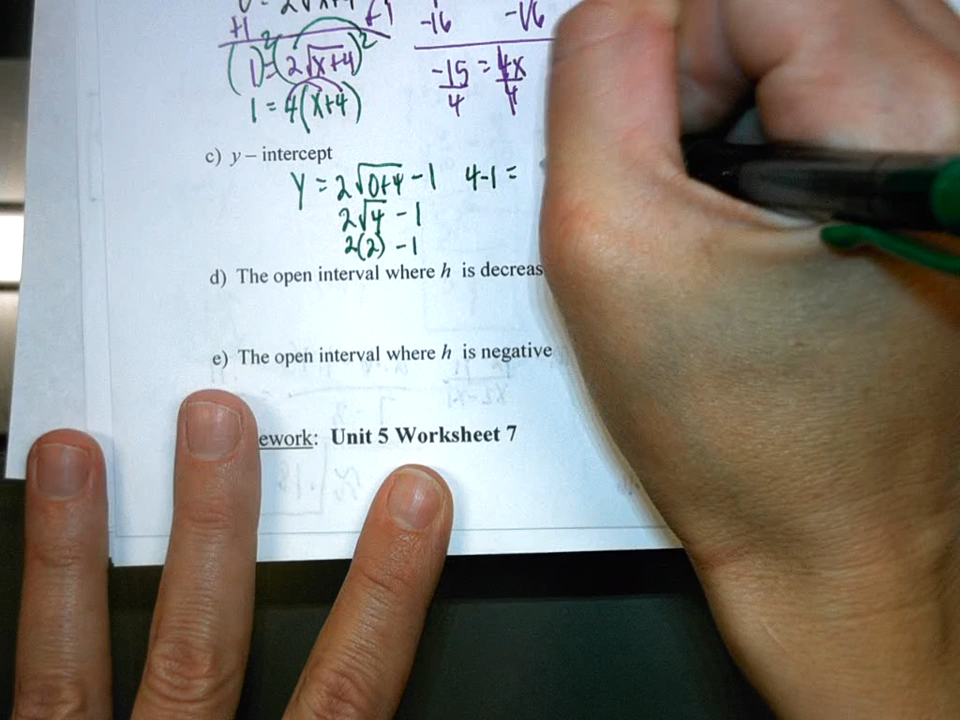 +1 +1
(1)²=(2√x+4)²
1 = 4(x+4)
-16 -16
-15 = 4x
4 4
c) y – intercept
y = 2√0+4 - 1 4-1 =
2√4 - 1
2(2) - 1
d) The open interval where h is
e) The open interval where h is negative
Unit 5 Worksheet 7